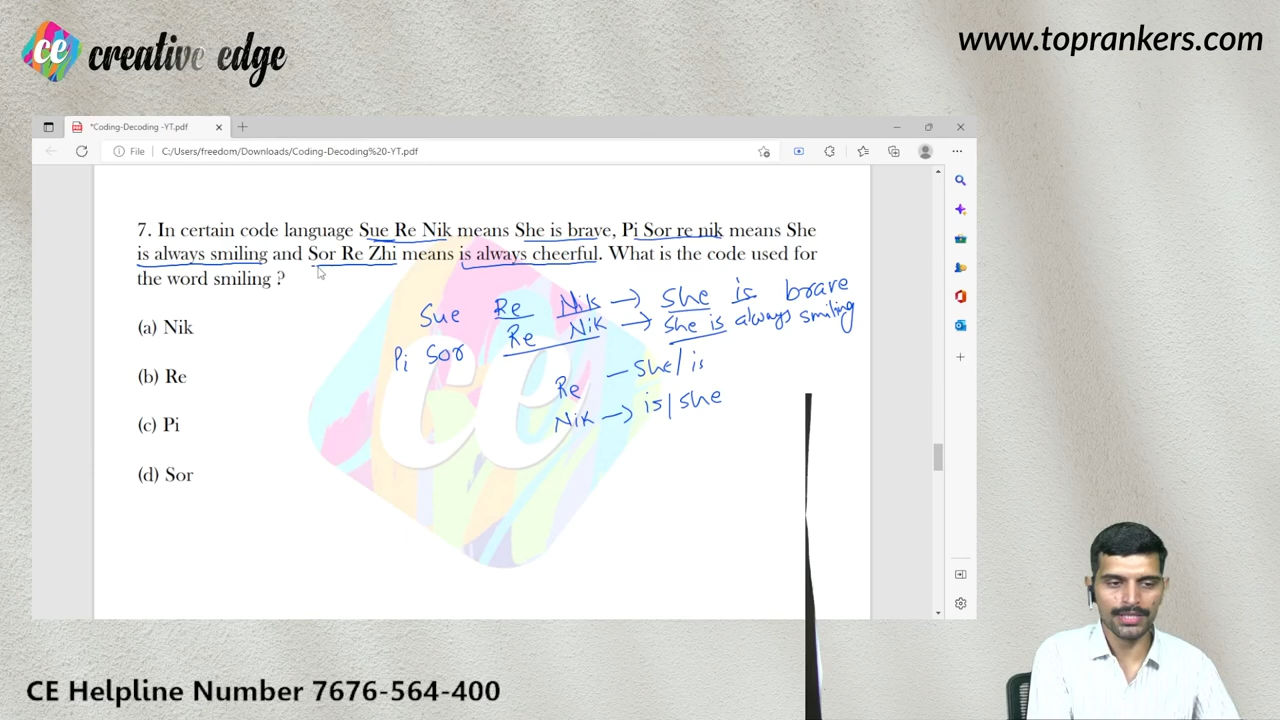 ce creative edge
www.toprankers.com
*Coding-Decoding -YT.pdf
File C:/Users/freedom/Downloads/Coding-Decoding%20-YT.pdf
7. In certain code language Sue Re Nik means She is brave, Pi Sor re nik means She
is always smiling and Sor Re Zhi means is always cheerful. What is the code used for
the word smiling ?
Sue Re Nik → she is brave
Pi Sor Re Nik → she is always smiling
(a) Nik
Re – she/is
(b) Re
Nik → is/she
(c) Pi
(d) Sor
CE
CE Helpline Number 7676-564-400